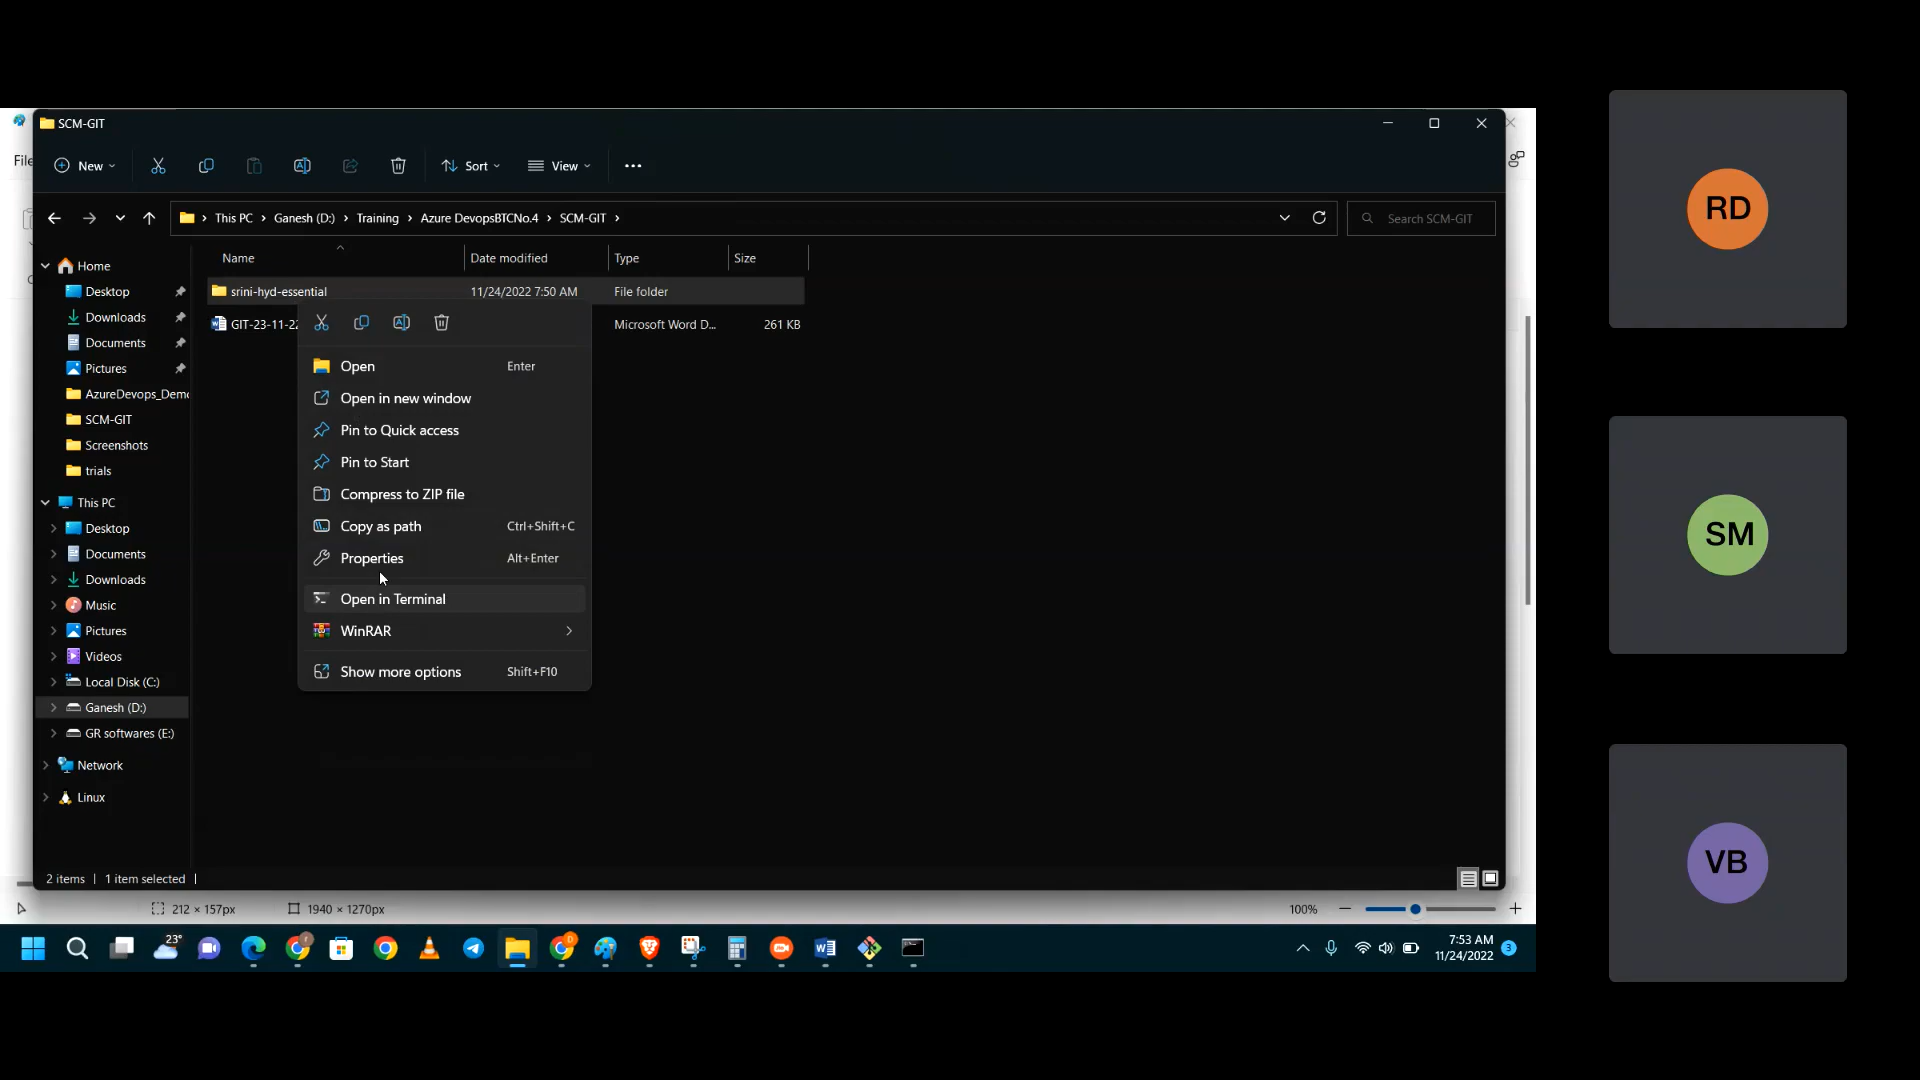 SCM-GIT
File
New
Sort
View
This PC > Ganesh (D:) > Training > Azure DevopsBTCNo.4 > SCM-GIT >
Search SCM-GIT
Name
Date modified
Type
Size
srini-hyd-essential
11/24/2022 7:50 AM
File folder
GIT-23-11-22
Microsoft Word D...
261 KB
Home
Desktop
Downloads
Documents
Pictures
AzureDevops_Demo
SCM-GIT
Screenshots
trials
This PC
Desktop
Documents
Downloads
Music
Pictures
Videos
Local Disk (C:)
Ganesh (D:)
GR softwares (E:)
Network
Linux
Open Enter
Open in new window
Pin to Quick access
Pin to Start
Compress to ZIP file
Copy as path Ctrl+Shift+C
Properties Alt+Enter
Open in Terminal
WinRAR
Show more options Shift+F10
2 items | 1 item selected |
212 × 157px
1940 × 1270px
100%
23°
7:53 AM
11/24/2022
3
RD
SM
VB